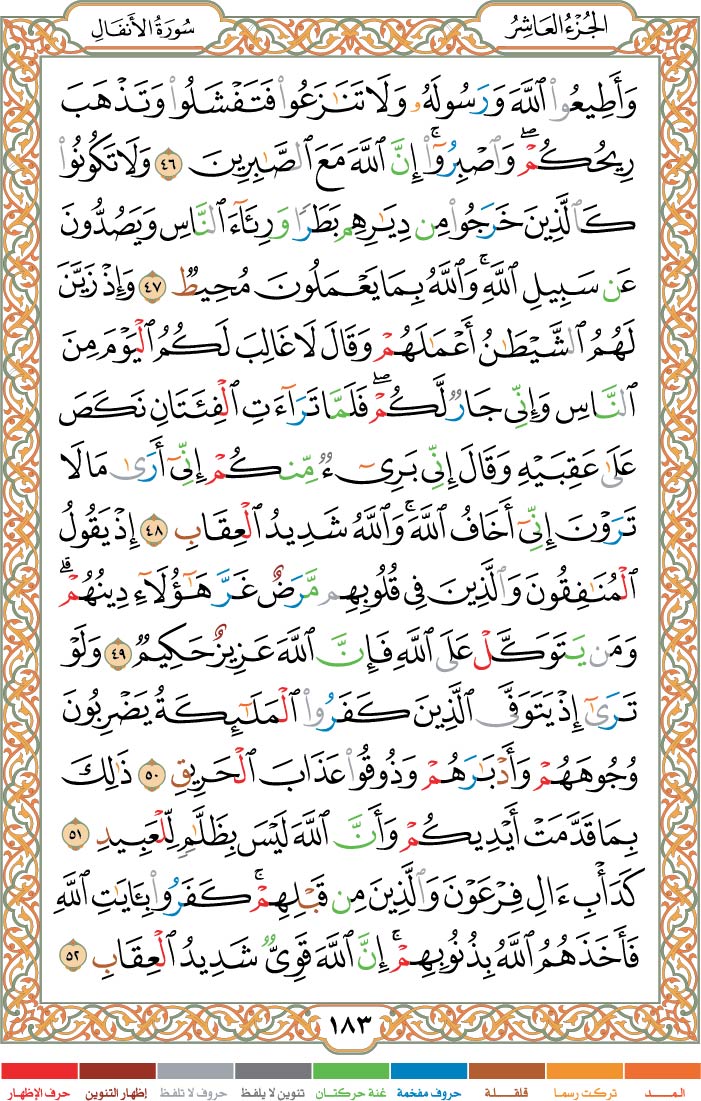 الجُزْءُ العَاشِرُ
سُورَةُ الأَنفَالِ
وَأَطِيعُوا۟ ٱللَّهَ وَرَسُولَهُۥ وَلَا تَنَـٰزَعُوا۟ فَتَفْشَلُوا۟ وَتَذْهَبَ
رِيحُكُمْ ۖ وَٱصْبِرُوٓا۟ ۚ إِنَّ ٱللَّهَ مَعَ ٱلصَّـٰبِرِينَ ٤٦ وَلَا تَكُونُوا۟
كَٱلَّذِينَ خَرَجُوا۟ مِن دِيَـٰرِهِم بَطَرًا وَرِئَآءَ ٱلنَّاسِ وَيَصُدُّونَ
عَن سَبِيلِ ٱللَّهِ ۚ وَٱللَّهُ بِمَا يَعْمَلُونَ مُحِيطٌ ٤٧ وَإِذْ زَيَّنَ
لَهُمُ ٱلشَّيْطَـٰنُ أَعْمَـٰلَهُمْ وَقَالَ لَا غَالِبَ لَكُمُ ٱلْيَوْمَ مِنَ
ٱلنَّاسِ وَإِنِّى جَارٌ لَّكُمْ ۖ فَلَمَّا تَرَآءَتِ ٱلْفِئَتَانِ نَكَصَ
عَلَىٰ عَقِبَيْهِ وَقَالَ إِنِّى بَرِىٓءٌ مِّنكُمْ إِنِّىٓ أَرَىٰ مَا لَا
تَرَوْنَ إِنِّىٓ أَخَافُ ٱللَّهَ ۚ وَٱللَّهُ شَدِيدُ ٱلْعِقَابِ ٤٨ إِذْ يَقُولُ
ٱلْمُنَـٰفِقُونَ وَٱلَّذِينَ فِى قُلُوبِهِم مَّرَضٌ غَرَّ هَـٰٓؤُلَآءِ دِينُهُمْ ۗ
وَمَن يَتَوَكَّلْ عَلَى ٱللَّهِ فَإِنَّ ٱللَّهَ عَزِيزٌ حَكِيمٌ ٤٩ وَلَوْ
تَرَىٰٓ إِذْ يَتَوَفَّى ٱلَّذِينَ كَفَرُوا۟ ٱلْمَلَـٰٓئِكَةُ يَضْرِبُونَ
وُجُوهَهُمْ وَأَدْبَـٰرَهُمْ وَذُوقُوا۟ عَذَابَ ٱلْحَرِيقِ ٥٠ ذَٰلِكَ
بِمَا قَدَّمَتْ أَيْدِيكُمْ وَأَنَّ ٱللَّهَ لَيْسَ بِظَلَّـٰمٍ لِّلْعَبِيدِ ٥١
كَدَأْبِ ءَالِ فِرْعَوْنَ وَٱلَّذِينَ مِن قَبْلِهِمْ ۚ كَفَرُوا۟ بِـَٔايَـٰتِ ٱللَّهِ
فَأَخَذَهُمُ ٱللَّهُ بِذُنُوبِهِمْ ۗ إِنَّ ٱللَّهَ قَوِىٌّ شَدِيدُ ٱلْعِقَابِ ٥٢
١٨٣
المــد تركت رسما قلقـلة حروف مفخمة غنة حركتـان تنوين لا يلفظ حروف لا تلفظ إظهار التنوين حرف الإظهار